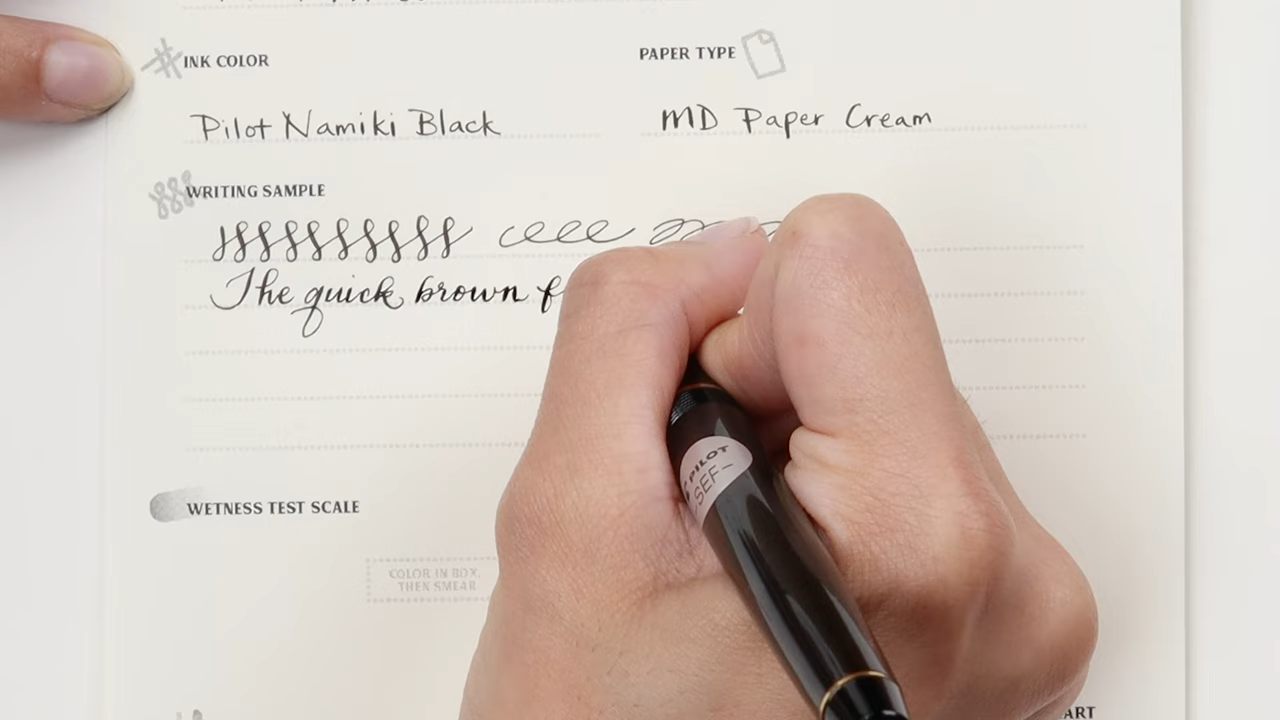 INK COLOR
PAPER TYPE
Pilot Namiki Black
MD Paper Cream
WRITING SAMPLE
The quick brown f
PILOT
SEF
WETNESS TEST SCALE
COLOR IN BOX,
THEN SMEAR
ART